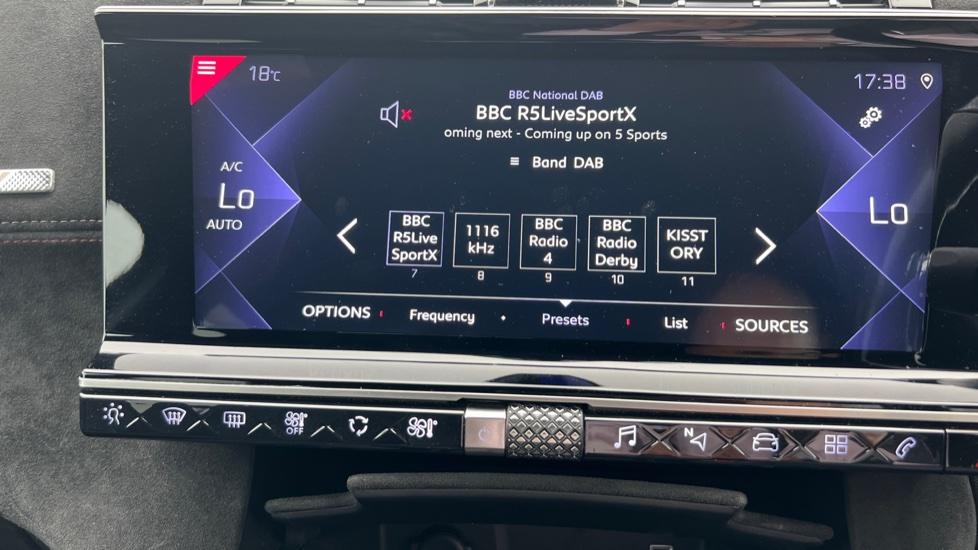 18°C
17:38
BBC National DAB
BBC R5LiveSportX
oming next - Coming up on 5 Sports
Band DAB
A/C
Lo
AUTO
Lo
BBC
R5Live
SportX
7
1116
kHz
8
BBC
Radio
4
9
BBC
Radio
Derby
10
KISST
ORY
11
OPTIONS
Frequency
Presets
List
SOURCES
OFF
N